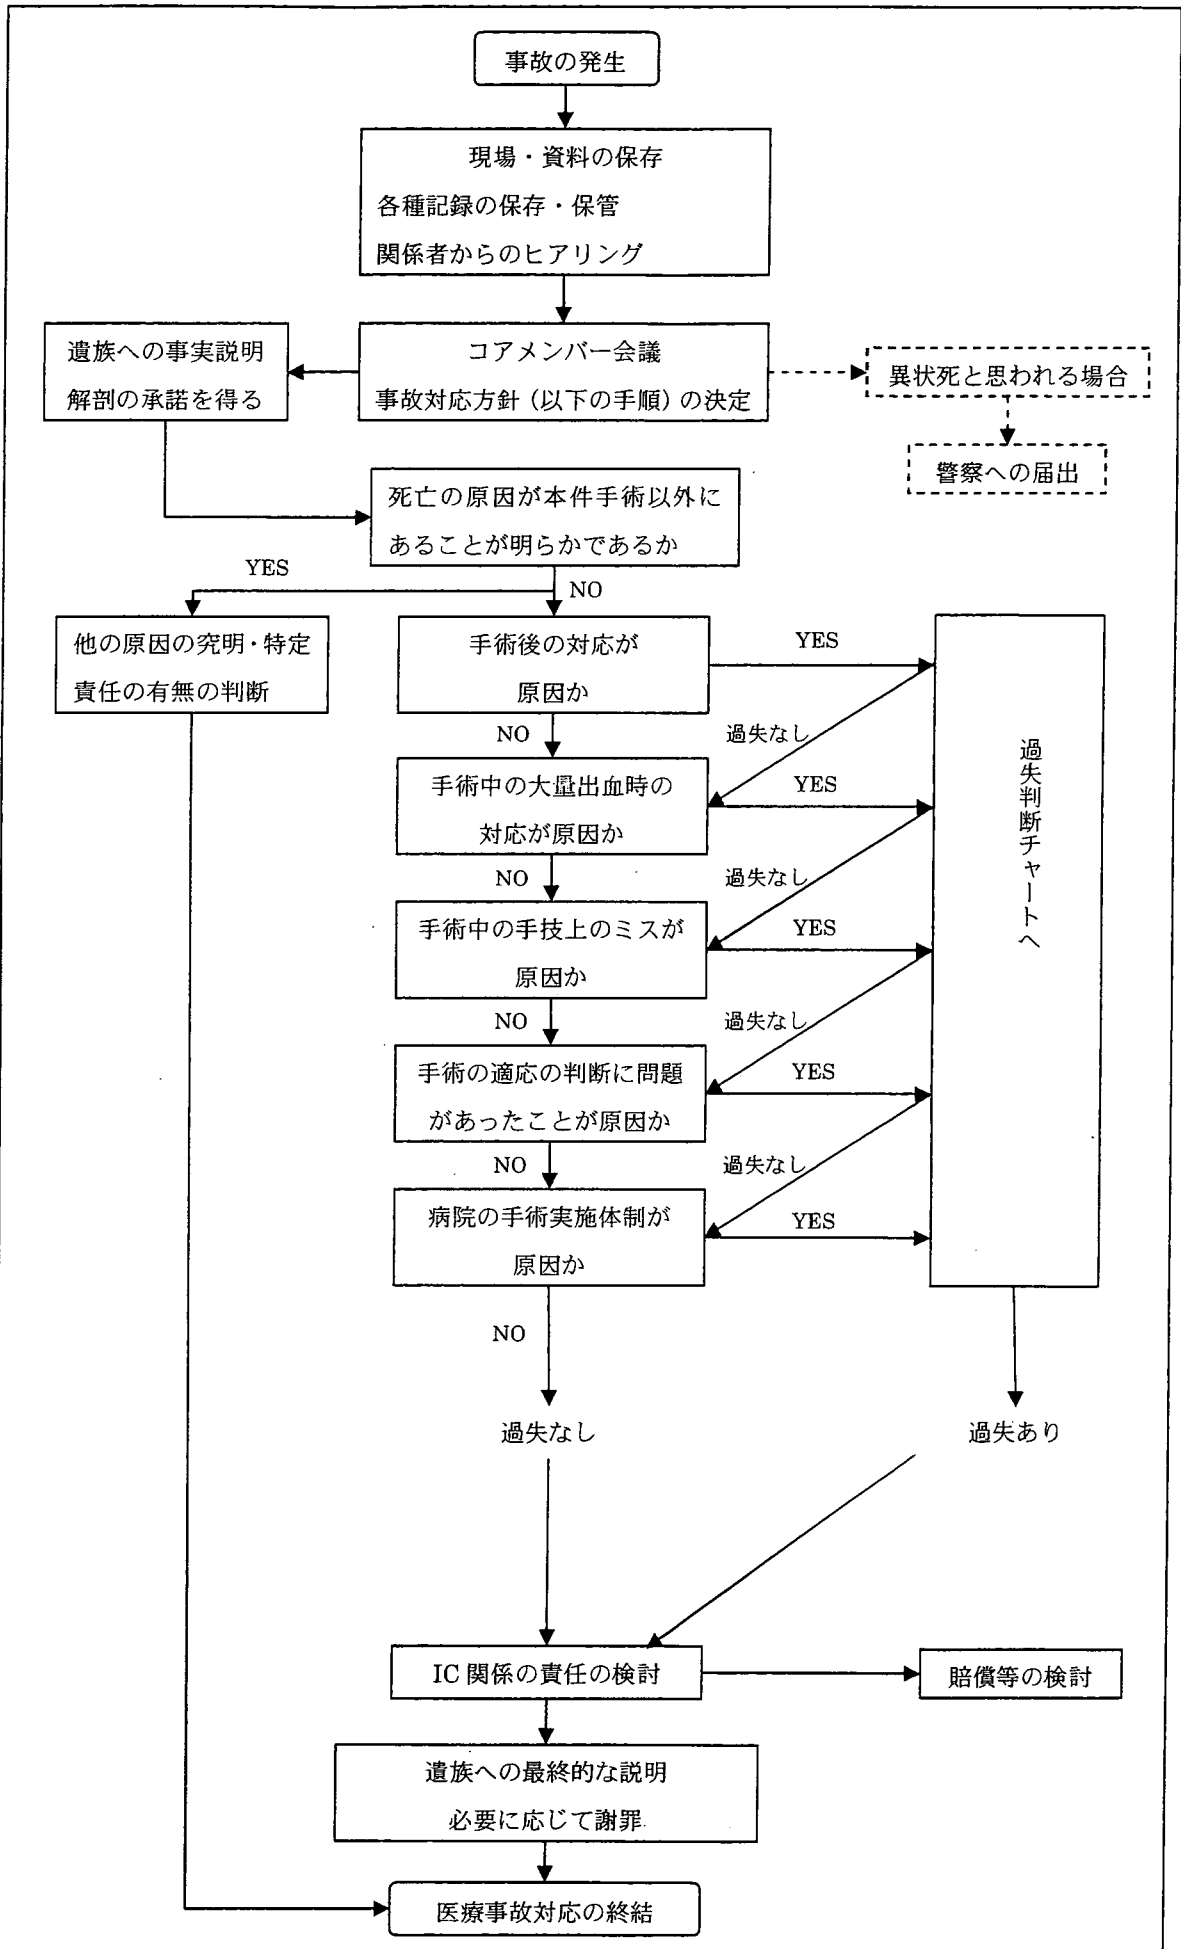 事故の発生
現場・資料の保存
各種記録の保存・保管
関係者からのヒアリング
遺族への事実説明
解剖の承諾を得る
コアメンバー会議
事故対応方針（以下の手順）の決定
異状死と思われる場合
警察への届出
死亡の原因が本件手術以外に
あることが明らかであるか
YES
NO
他の原因の究明・特定
責任の有無の判断
手術後の対応が
原因か
YES
NO
過失なし
手術中の大量出血時の
対応が原因か
YES
NO
過失なし
手術中の手技上のミスが
原因か
YES
NO
過失なし
手術の適応の判断に問題
があったことが原因か
YES
NO
過失なし
病院の手術実施体制が
原因か
YES
過失判断チャートへ
NO
過失なし
過失あり
IC関係の責任の検討
賠償等の検討
遺族への最終的な説明
必要に応じて謝罪
医療事故対応の終結